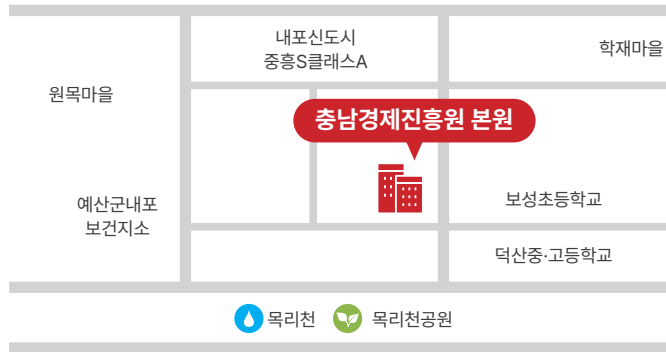 내포신도시
중흥S클래스A
학재마을
원목마을
충남경제진흥원 본원
예산군내포
보건지소
보성초등학교
덕산중·고등학교
목리천
목리천공원